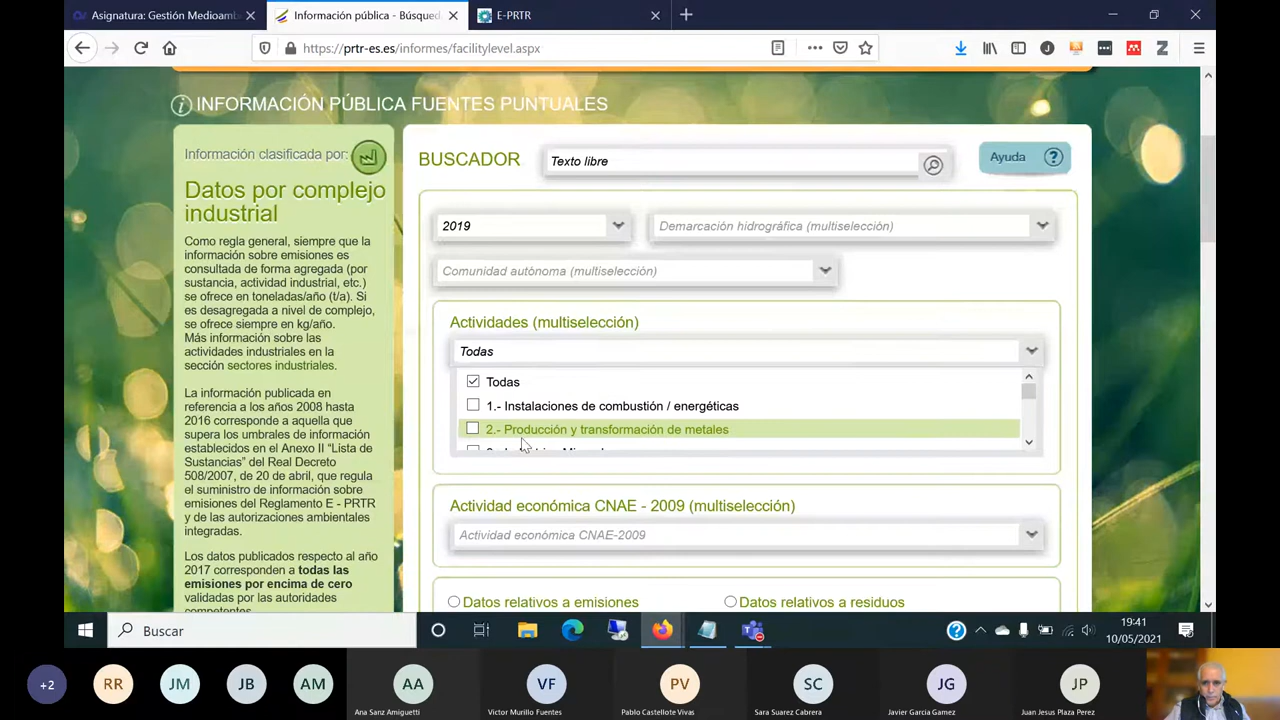 Asignatura: Gestión Medioamb
Información pública - Búsqued
E-PRTR
https://prtr-es.es/informes/facilitylevel.aspx
INFORMACIÓN PÚBLICA FUENTES PUNTUALES
Información clasificada por:
Datos por complejo
industrial
Como regla general, siempre que la
información sobre emisiones es
consultada de forma agregada (por
sustancia, actividad industrial, etc.)
se ofrece en toneladas/año (t/a). Si
es desagregada a nivel de complejo,
se ofrece siempre en kg/año.
Más información sobre las
actividades industriales en la
sección sectores industriales.
La información publicada en
referencia a los años 2008 hasta
2016 corresponde a aquella que
supera los umbrales de información
establecidos en el Anexo II “Lista de
Sustancias” del Real Decreto
508/2007, de 20 de abril, que regula
el suministro de información sobre
emisiones del Reglamento E - PRTR
y de las autorizaciones ambientales
integradas.
Los datos publicados respecto al año
2017 corresponden a todas las
emisiones por encima de cero
validadas por las autoridades
competentes.
BUSCADOR
Texto libre
Ayuda ?
2019
Demarcación hidrográfica (multiselección)
Comunidad autónoma (multiselección)
Actividades (multiselección)
Todas
Todas
1.- Instalaciones de combustión / energéticas
2.- Producción y transformación de metales
Actividad económica CNAE - 2009 (multiselección)
Actividad económica CNAE-2009
Datos relativos a emisiones
Datos relativos a residuos
Buscar
19:41
10/05/2021
+2
RR
JM
JB
AM
AA
Ana Sanz Amiguetti
VF
Victor Murillo Fuentes
PV
Pablo Castellote Vivas
SC
Sara Suarez Cabrera
JG
Javier Garcia Gamez
JP
Juan Jesus Plaza Perez